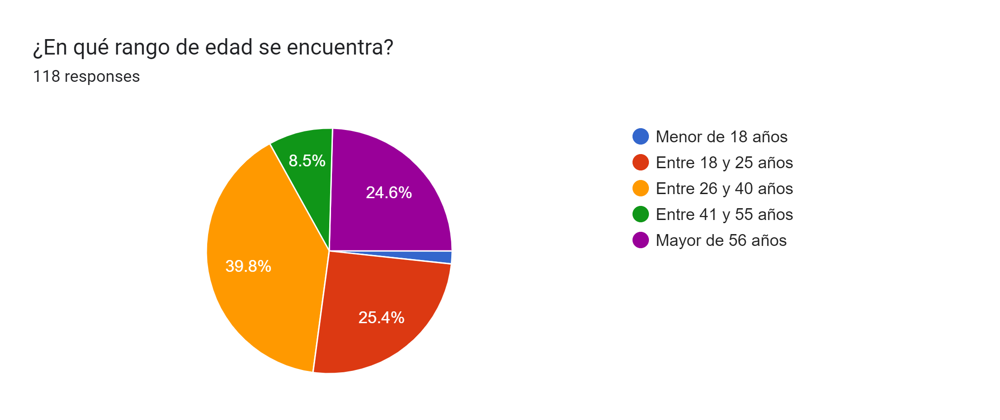 ¿En qué rango de edad se encuentra?
118 responses
8.5%
24.6%
39.8%
25.4%
Menor de 18 años
Entre 18 y 25 años
Entre 26 y 40 años
Entre 41 y 55 años
Mayor de 56 años